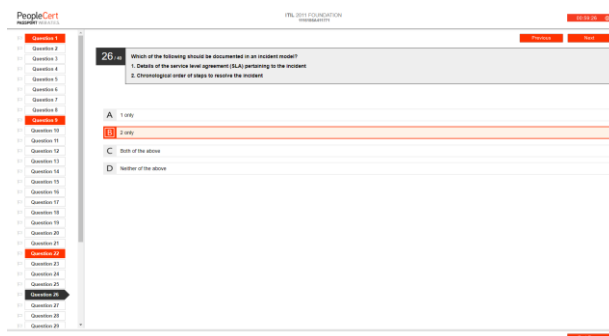 PeopleCert
ITIL 2011 FOUNDATION
Previous
Next
Question 1
Question 2
Question 3
Question 4
Question 5
Question 6
Question 7
Question 8
Question 9
Question 10
Question 11
Question 12
Question 13
Question 14
Question 15
Question 16
Question 17
Question 18
Question 19
Question 20
Question 21
Question 22
Question 23
Question 24
Question 25
Question 26
Question 27
Question 28
Question 29
26
Which of the following should be documented in an incident model?
1. Details of the service level agreement (SLA) pertaining to the incident
2. Chronological order of steps to resolve the incident
A 1 only
B 2 only
C Both of the above
D Neither of the above